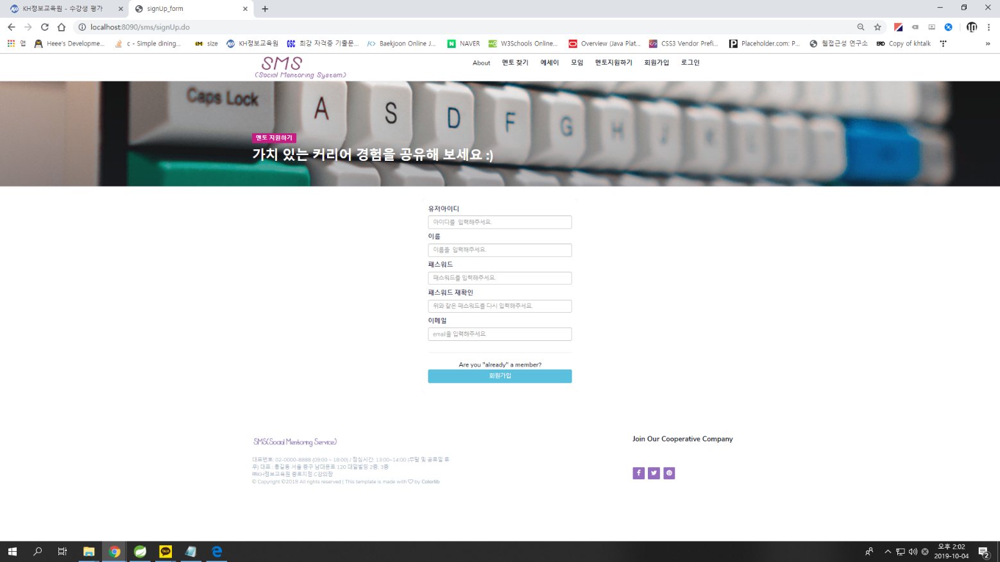 KH정보교육원 - 수강생 평가
signUp_form
localhost:8090/sms/signUp.do
앱
Heee's Developme...
c - Simple dining...
size
KH정보교육원
최강 자격증 기출문...
Baekjoon Online J...
NAVER
W3Schools Online...
Overview (Java Plat...
CSS3 Vendor Prefi...
Placeholder.com: P...
웹접근성 연구소
Copy of khtalk
SMS
(Social Mentoring System)
About
멘토 찾기
에세이
모임
멘토지원하기
회원가입
로그인
Caps Lock
A
S
D
F
G
H
J
K
L
멘토 지원하기
가치 있는 커리어 경험을 공유해 보세요 :)
유저아이디
아이디를 입력해주세요.
이름
이름을 입력해주세요.
패스워드
패스워드를 입력해주세요.
패스워드 재확인
위와 같은 패스워드를 다시 입력해주세요.
이메일
email을 입력해주세요.
Are you "already" a member?
회원가입
SMS(Social Mentoring Service)
대표번호: 02-0000-8888 (09:00 ~ 18:00) / 점심시간: 13:00~14:00 (주말 및 공휴일 휴
무) 대표 : 홍길동 서울 중구 남대문로 120 대일빌딩 2층, 3층
㈜KH정보교육원 종로지점 C강의장
© Copyright ©2019 All rights reserved | This template is made with ♡ by Colorlib
Join Our Cooperative Company
오후 2:02
2019-10-04
2